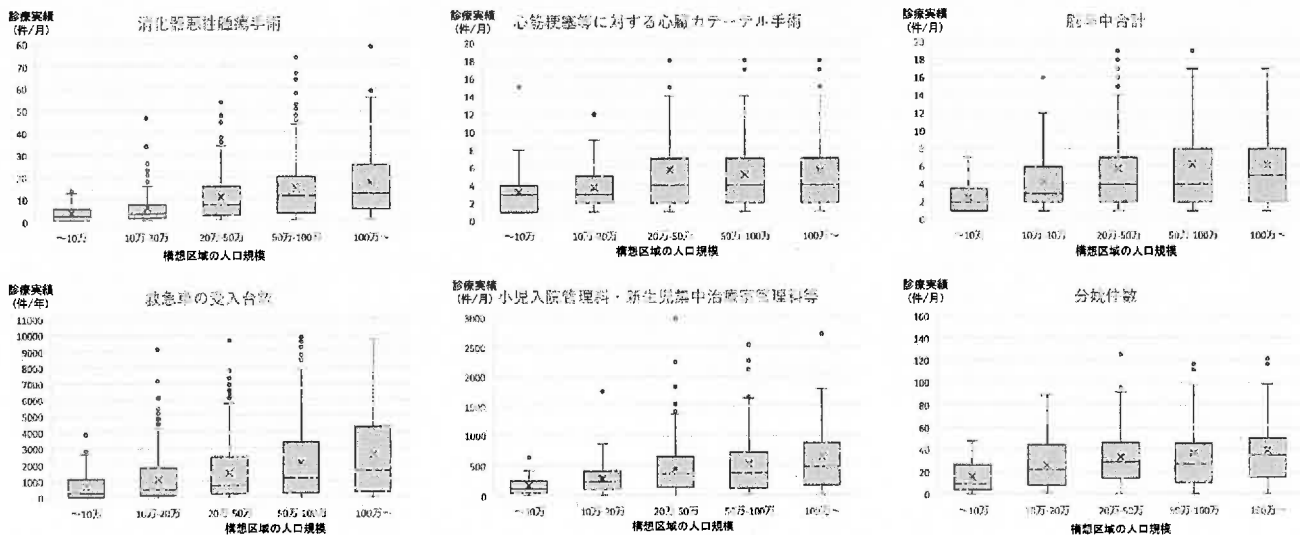 診療実績
(件/月)
消化器悪性腫瘍手術
60
70
60
50
40
30
20
10
0
~10万
10万-20万
20万-50万
50万-100万
100万~
構想区域の人口規模
診療実績
(件/月)
心筋梗塞等に対する心臓カテーテル手術
20
18
16
14
12
10
8
6
4
2
0
~10万
10万-20万
20万-50万
50万-100万
100万~
構想区域の人口規模
診療実績
(件/月)
脳卒中合計
20
18
16
14
12
10
8
6
4
2
0
~10万
20万-50万
50万-100万
100万~
構想区域の人口規模
診療実績
(件/年)
救急車の受入台数
11000
10000
9000
8000
7000
6000
5000
4000
3000
2000
1000
0
~10万
10万-20万
20万-50万
50万-100万
100万~
構想区域の人口規模
診療実績
(件/月)
小児入院管理料・新生児集中治療室管理料等
3000
2500
2000
1500
1000
500
0
~10万
10万-20万
20万-50万
50万-100万
100万~
構想区域の人口規模
診療実績
(件/月)
分娩件数
160
140
120
100
80
60
40
20
0
~10万
10万-20万
20万-50万
50万-100万
100万~
構想区域の人口規模